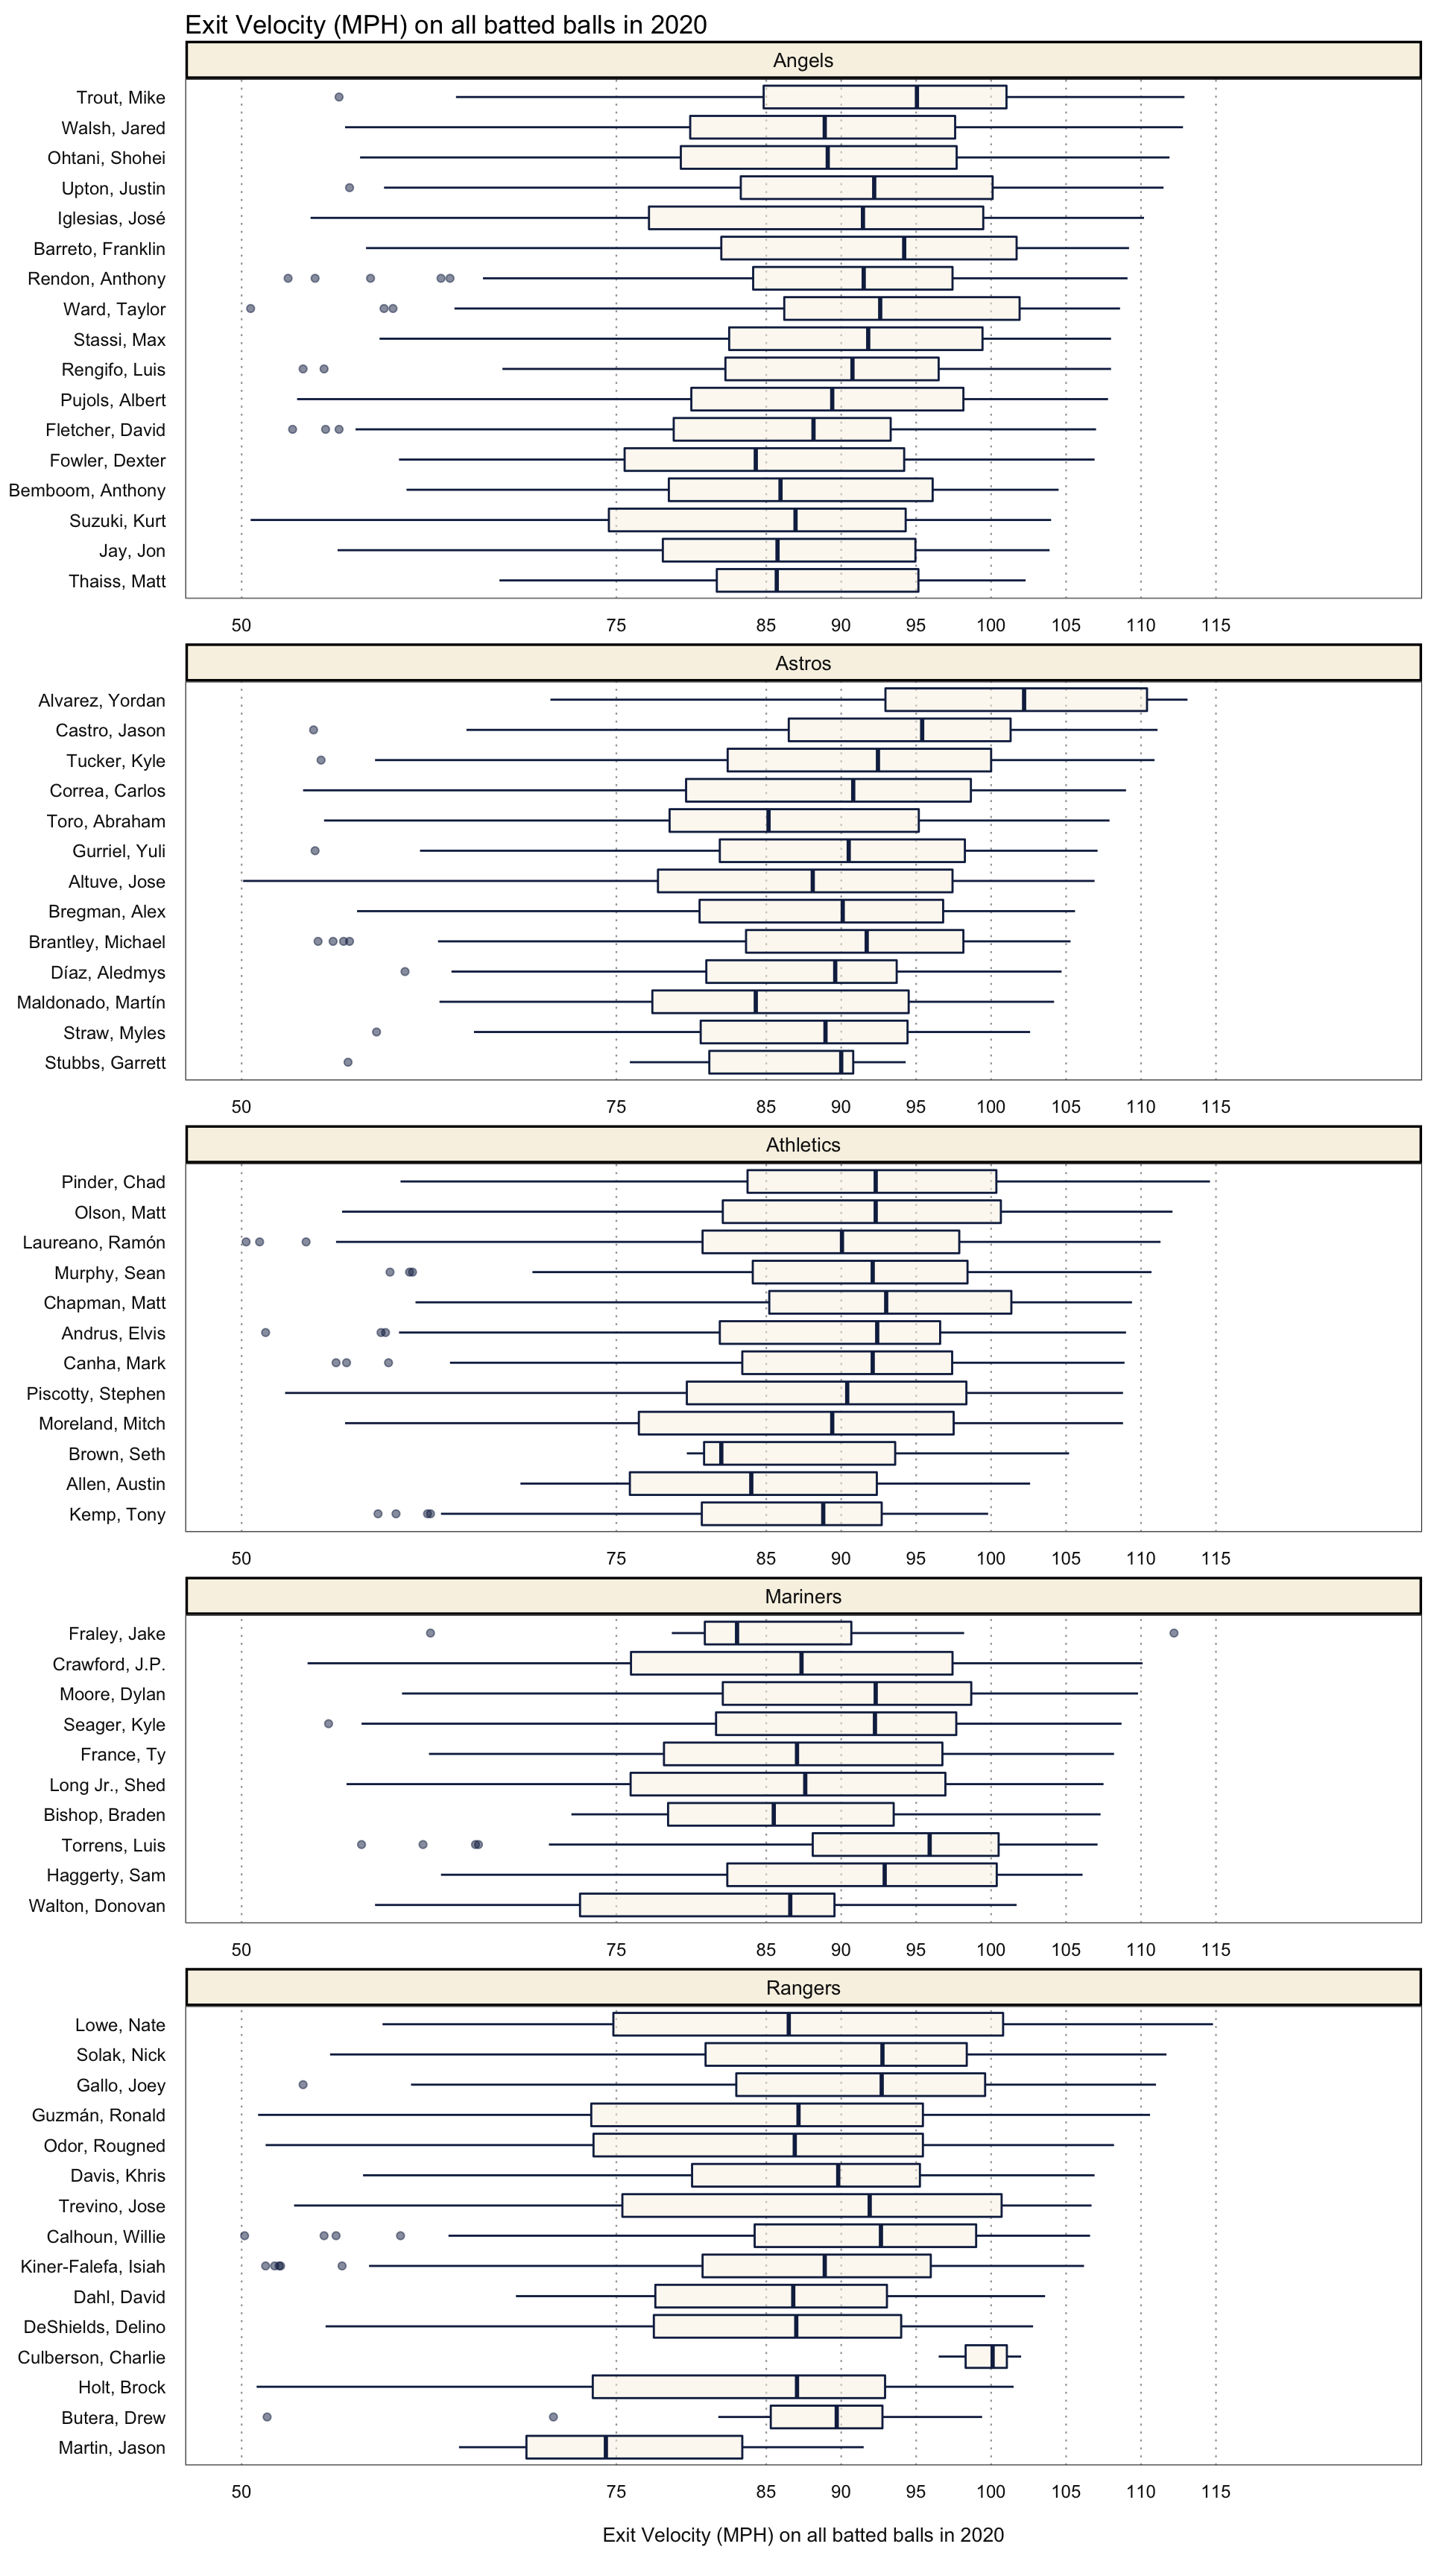 Exit Velocity (MPH) on all batted balls in 2020
Angels
Trout, Mike
Walsh, Jared
Ohtani, Shohei
Upton, Justin
Iglesias, José
Barreto, Franklin
Rendon, Anthony
Ward, Taylor
Stassi, Max
Rengifo, Luis
Pujols, Albert
Fletcher, David
Fowler, Dexter
Bemboom, Anthony
Suzuki, Kurt
Jay, Jon
Thaiss, Matt
50 75 85 90 95 100 105 110 115
Astros
Alvarez, Yordan
Castro, Jason
Tucker, Kyle
Correa, Carlos
Toro, Abraham
Gurriel, Yuli
Altuve, Jose
Bregman, Alex
Brantley, Michael
Díaz, Aledmys
Maldonado, Martín
Straw, Myles
Stubbs, Garrett
50 75 85 90 95 100 105 110 115
Athletics
Pinder, Chad
Olson, Matt
Laureano, Ramón
Murphy, Sean
Chapman, Matt
Andrus, Elvis
Canha, Mark
Piscotty, Stephen
Moreland, Mitch
Brown, Seth
Allen, Austin
Kemp, Tony
50 75 85 90 95 100 105 110 115
Mariners
Fraley, Jake
Crawford, J.P.
Moore, Dylan
Seager, Kyle
France, Ty
Long Jr., Shed
Bishop, Braden
Torrens, Luis
Haggerty, Sam
Walton, Donovan
50 75 85 90 95 100 105 110 115
Rangers
Lowe, Nate
Solak, Nick
Gallo, Joey
Guzmán, Ronald
Odor, Rougned
Davis, Khris
Trevino, Jose
Calhoun, Willie
Kiner-Falefa, Isiah
Dahl, David
DeShields, Delino
Culberson, Charlie
Holt, Brock
Butera, Drew
Martin, Jason
50 75 85 90 95 100 105 110 115
Exit Velocity (MPH) on all batted balls in 2020